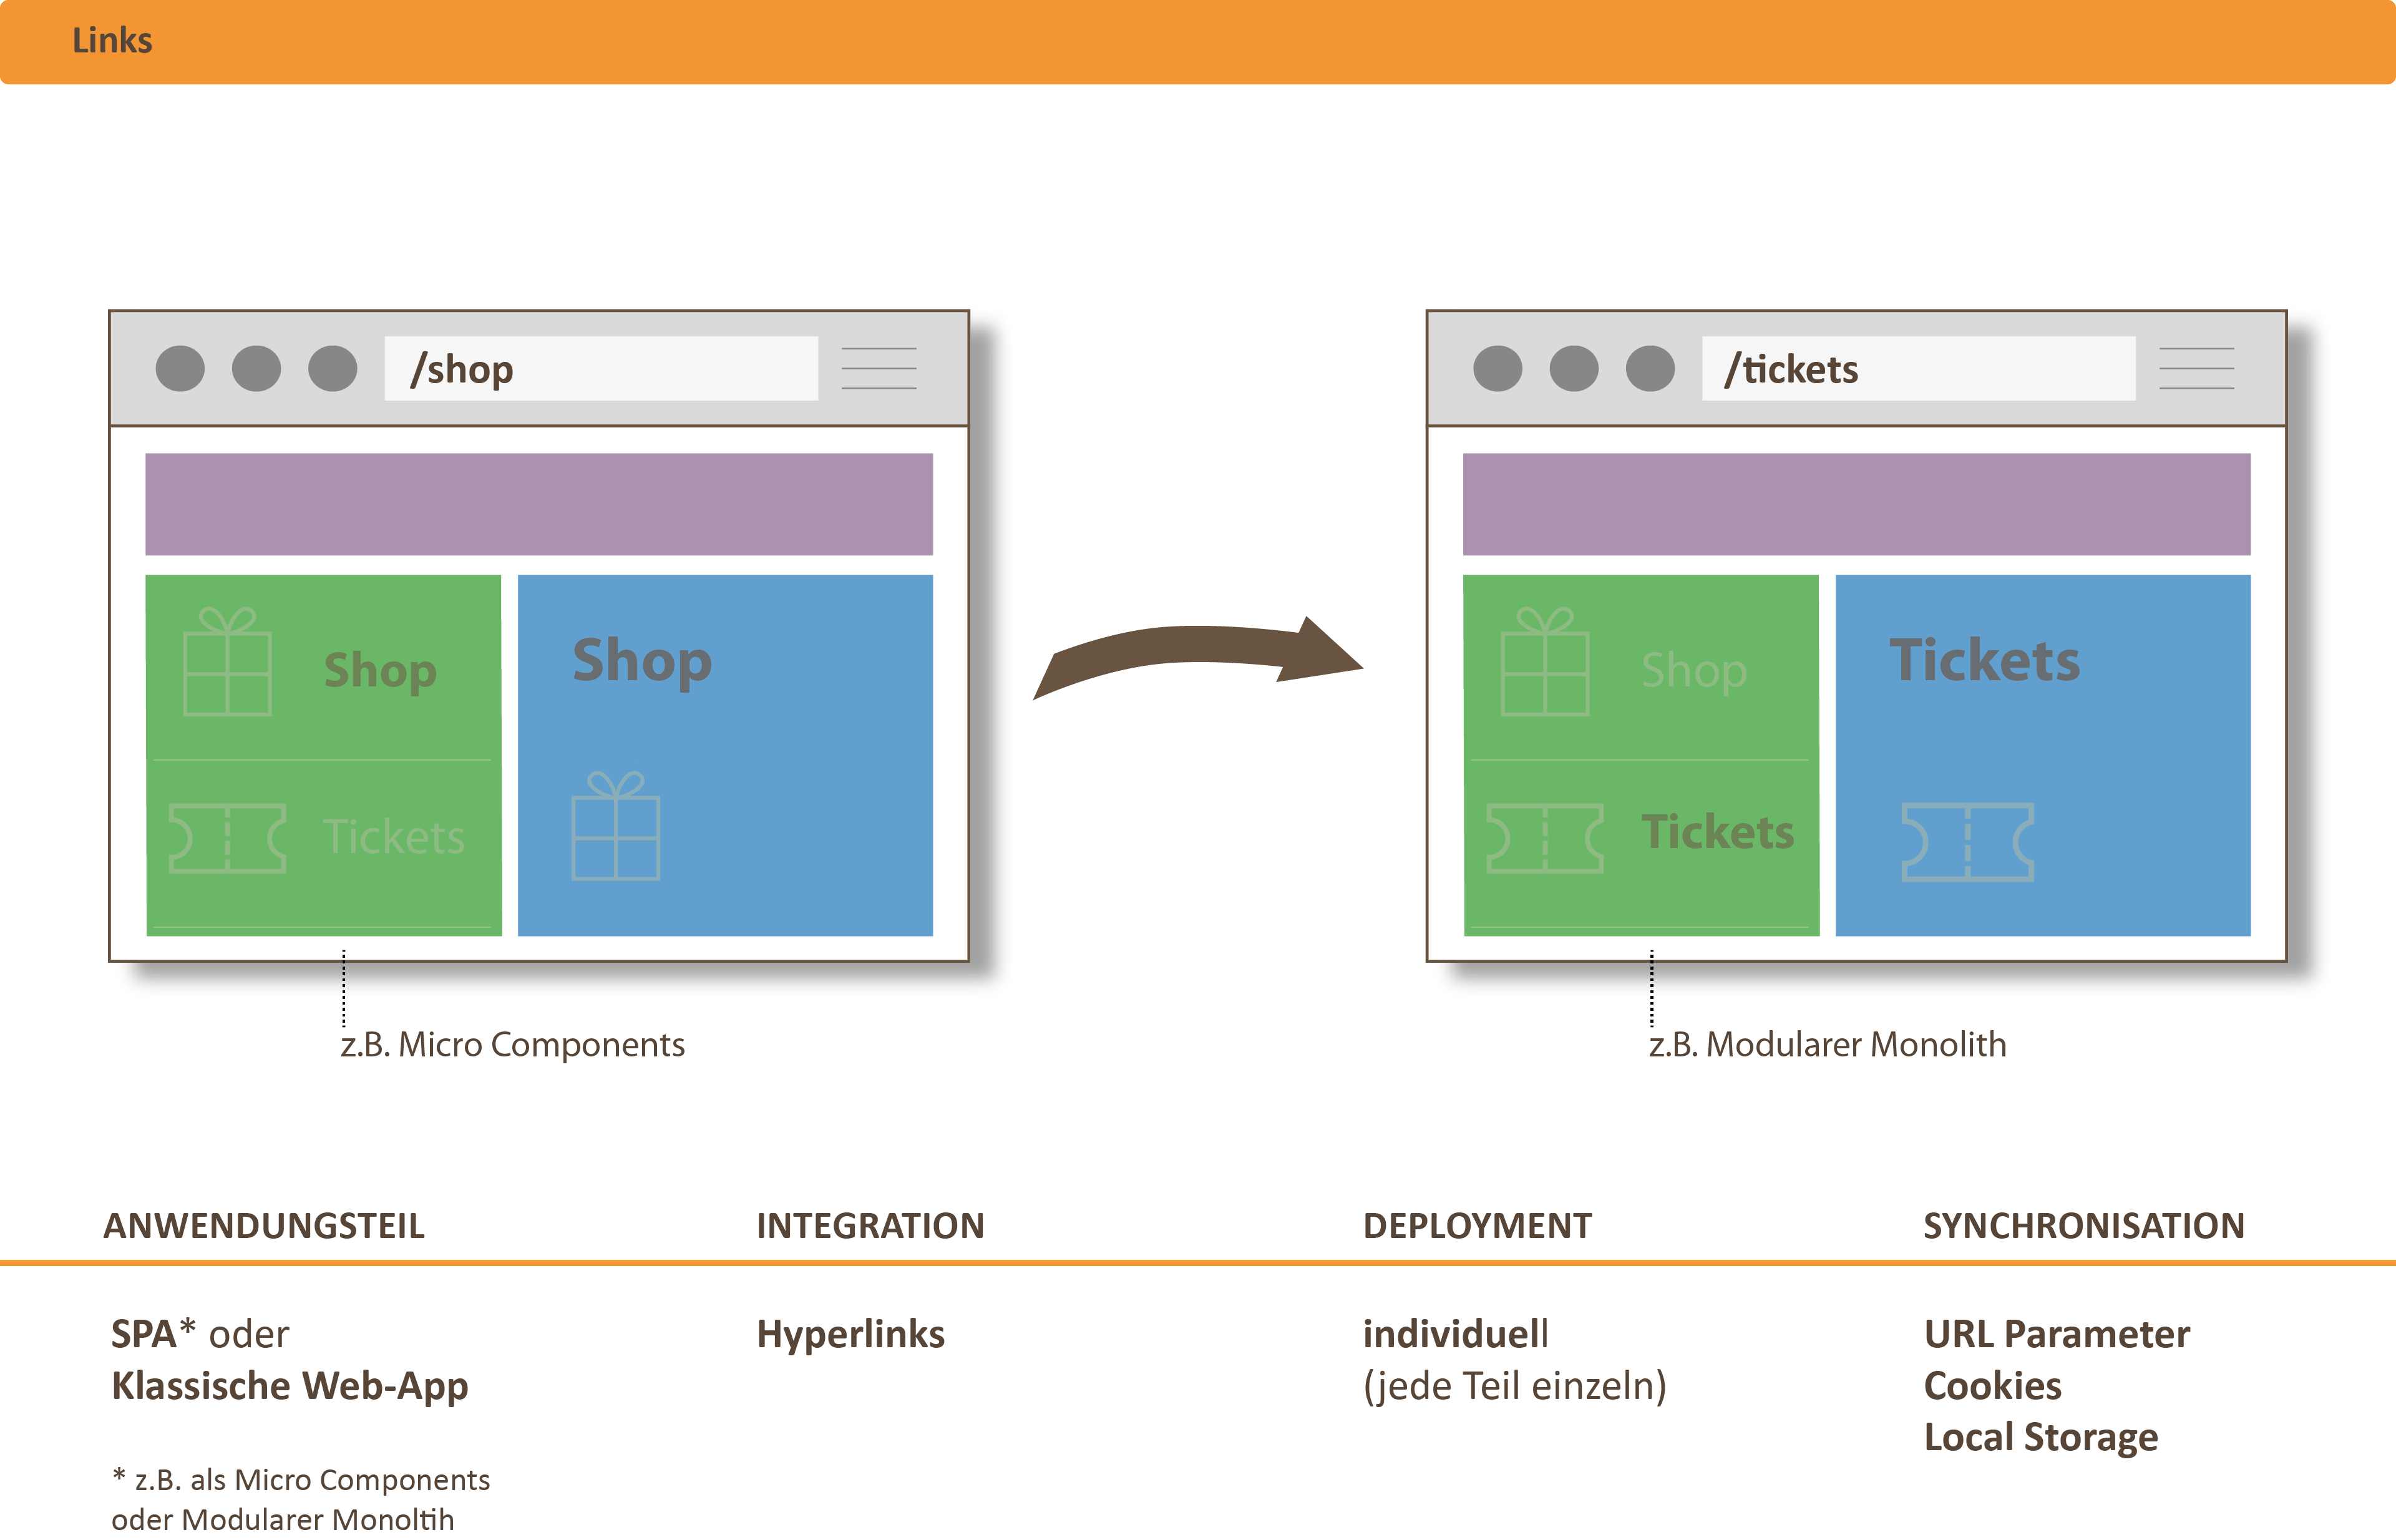 Links
/shop
Shop
Shop
Tickets
z.B. Micro Components
/tickets
Shop
Tickets
Tickets
z.B. Modularer Monolith
ANWENDUNGSTEIL
INTEGRATION
DEPLOYMENT
SYNCHRONISATION
SPA* oder
Klassische Web-App
* z.B. als Micro Components
oder Modularer Monoltih
Hyperlinks
individuell
(jede Teil einzeln)
URL Parameter
Cookies
Local Storage